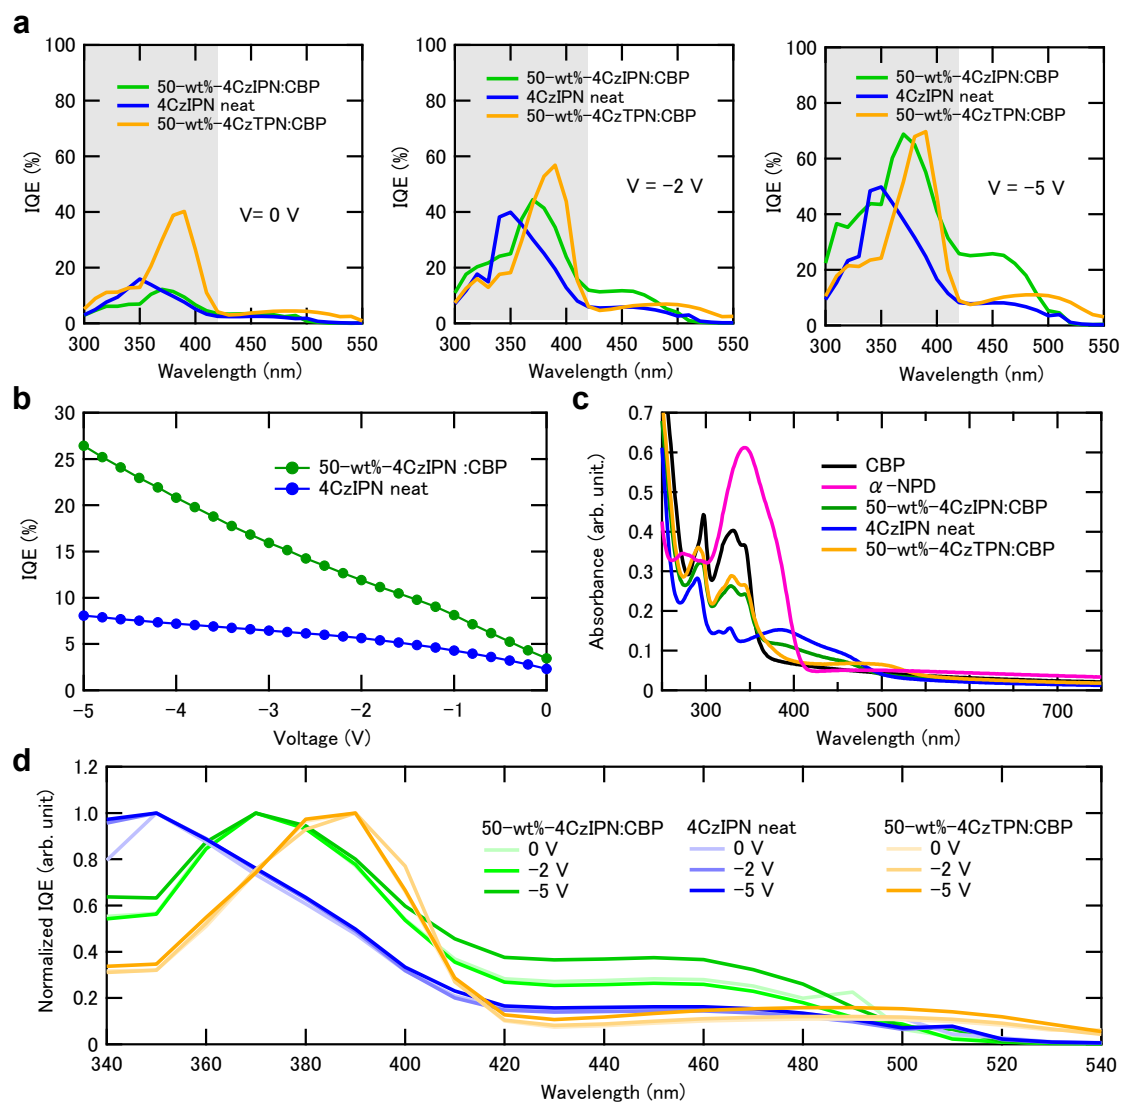 a
100
80
60
40
20
0
IQE (%)
50-wt%-4CzIPN:CBP
4CzIPN neat
50-wt%-4CzTPN:CBP
V= 0 V
300 350 400 450 500 550
Wavelength (nm)
100
80
60
40
20
0
IQE (%)
50-wt%-4CzIPN:CBP
4CzIPN neat
50-wt%-4CzTPN:CBP
V = -2 V
300 350 400 450 500 550
Wavelength (nm)
100
80
60
40
20
0
IQE (%)
50-wt%-4CzIPN:CBP
4CzIPN neat
50-wt%-4CzTPN:CBP
V = -5 V
300 350 400 450 500 550
Wavelength (nm)
b
30
25
20
15
10
5
0
IQE (%)
50-wt%-4CzIPN :CBP
4CzIPN neat
-5 -4 -3 -2 -1 0
Voltage (V)
c
0.7
0.6
0.5
0.4
0.3
0.2
0.1
0
Absorbance (arb. unit.)
CBP
α-NPD
50-wt%-4CzIPN:CBP
4CzIPN neat
50-wt%-4CzTPN:CBP
300 400 500 600 700
Wavelength (nm)
d
1.2
1.0
0.8
0.6
0.4
0.2
0
Normalized IQE (arb. unit)
50-wt%-4CzIPN:CBP
0 V
-2 V
-5 V
4CzIPN neat
0 V
-2 V
-5 V
50-wt%-4CzTPN:CBP
0 V
-2 V
-5 V
340 360 380 400 420 440 460 480 500 520 540
Wavelength (nm)